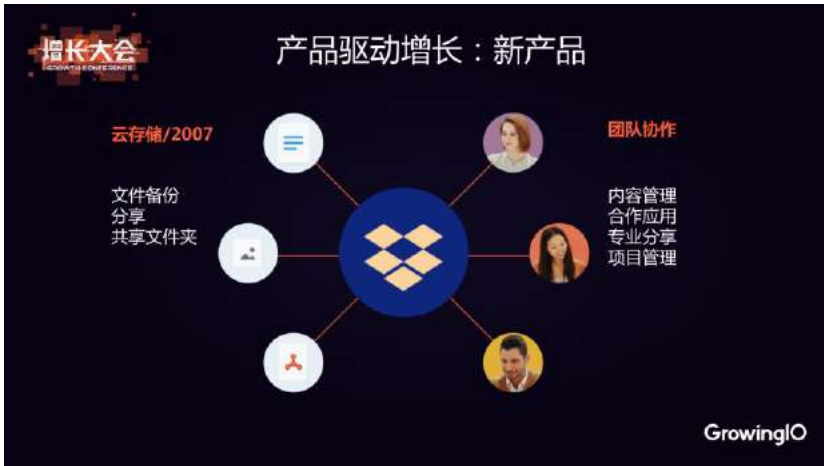 增长大会
GROWTH CONFERENCE
产品驱动增长：新产品
云存储/2007
文件备份
分享
共享文件夹
团队协作
内容管理
合作应用
专业分享
项目管理
GrowingIO